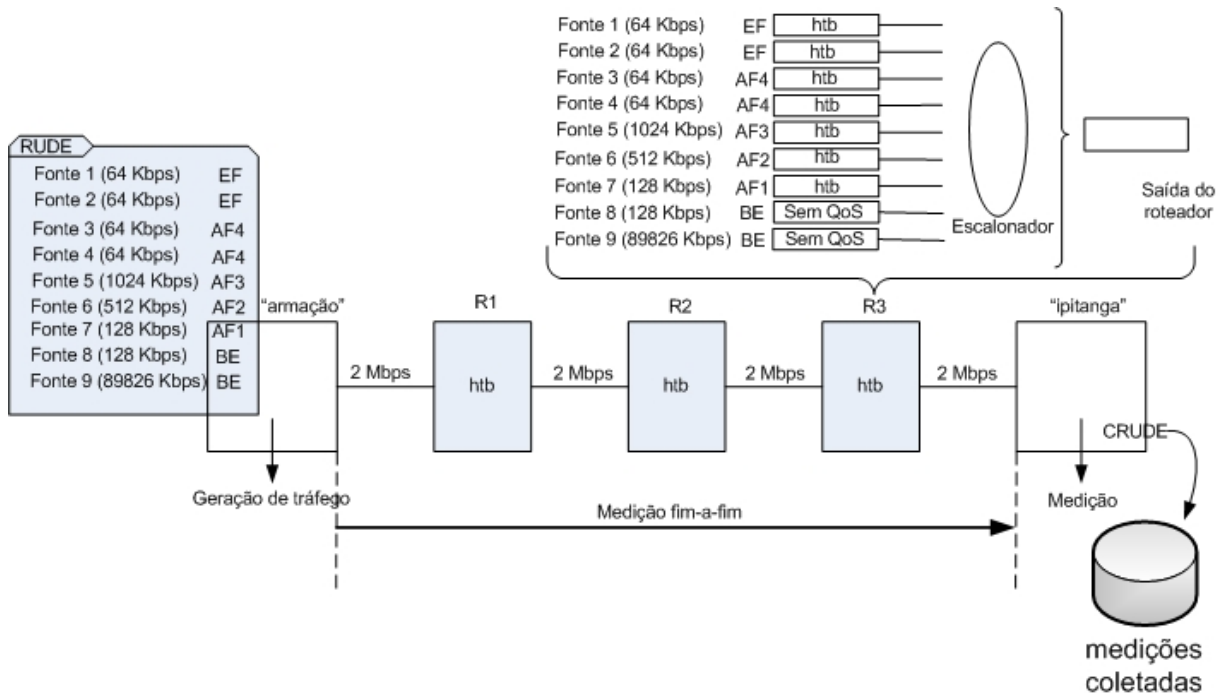 Fonte 1 (64 Kbps) EF htb
Fonte 2 (64 Kbps) EF htb
Fonte 3 (64 Kbps) AF4 htb
Fonte 4 (64 Kbps) AF4 htb
Fonte 5 (1024 Kbps) AF3 htb
Fonte 6 (512 Kbps) AF2 htb
Fonte 7 (128 Kbps) AF1 htb
Fonte 8 (128 Kbps) BE Sem QoS
Fonte 9 (89826 Kbps) BE Sem QoS
Escalonador
Saída do
roteador
RUDE
Fonte 1 (64 Kbps) EF
Fonte 2 (64 Kbps) EF
Fonte 3 (64 Kbps) AF4
Fonte 4 (64 Kbps) AF4
Fonte 5 (1024 Kbps) AF3
Fonte 6 (512 Kbps) AF2
Fonte 7 (128 Kbps) AF1
Fonte 8 (128 Kbps) BE
Fonte 9 (89826 Kbps) BE
"armação"
R1
R2
R3
"ipitanga"
2 Mbps
htb
2 Mbps
htb
2 Mbps
htb
2 Mbps
CRUDE
Geração de tráfego
Medição fim-a-fim
Medição
medições
coletadas